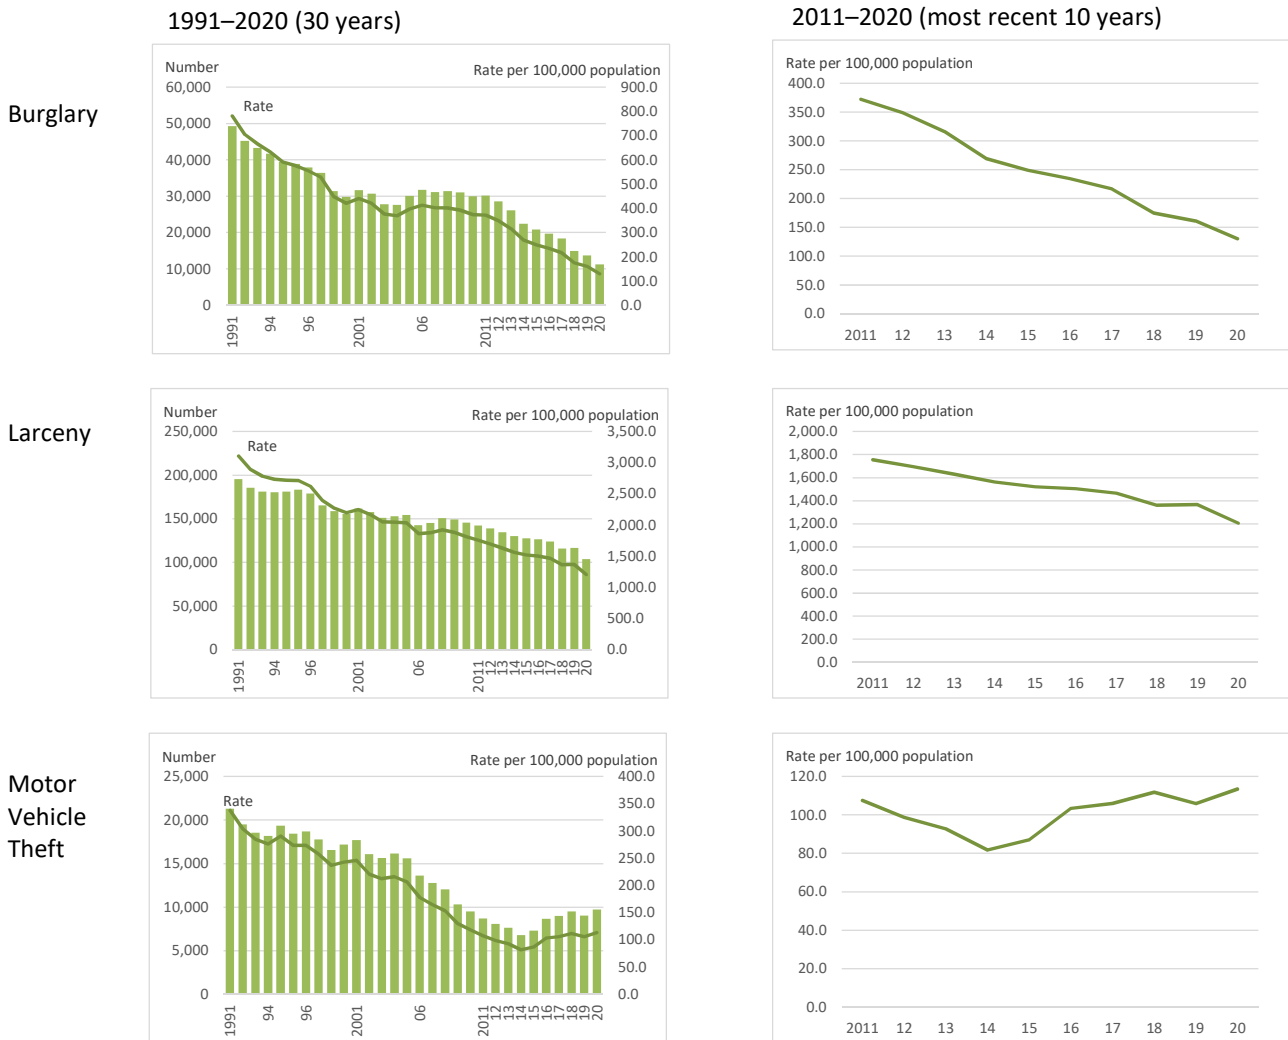 1991–2020 (30 years)
2011–2020 (most recent 10 years)
Burglary
Number
Rate per 100,000 population
60,000
50,000
40,000
30,000
20,000
10,000
0
Rate
900.0
800.0
700.0
600.0
500.0
400.0
300.0
200.0
100.0
0.0
1991 94 96 2001 06 2011 12 13 14 15 16 17 18 19 20
Rate per 100,000 population
400.0
350.0
300.0
250.0
200.0
150.0
100.0
50.0
0.0
2011 12 13 14 15 16 17 18 19 20
Larceny
Number
Rate per 100,000 population
250,000
200,000
150,000
100,000
50,000
0
Rate
3,500.0
3,000.0
2,500.0
2,000.0
1,500.0
1,000.0
500.0
0.0
1991 94 96 2001 06 2011 12 13 14 15 16 17 18 19 20
Rate per 100,000 population
2,000.0
1,800.0
1,600.0
1,400.0
1,200.0
1,000.0
800.0
600.0
400.0
200.0
0.0
2011 12 13 14 15 16 17 18 19 20
Motor
Vehicle
Theft
Number
Rate per 100,000 population
25,000
20,000
15,000
10,000
5,000
0
Rate
400.0
350.0
300.0
250.0
200.0
150.0
100.0
50.0
0.0
1991 94 96 2001 06 2011 12 13 14 15 16 17 18 19 20
Rate per 100,000 population
120.0
100.0
80.0
60.0
40.0
20.0
0.0
2011 12 13 14 15 16 17 18 19 20